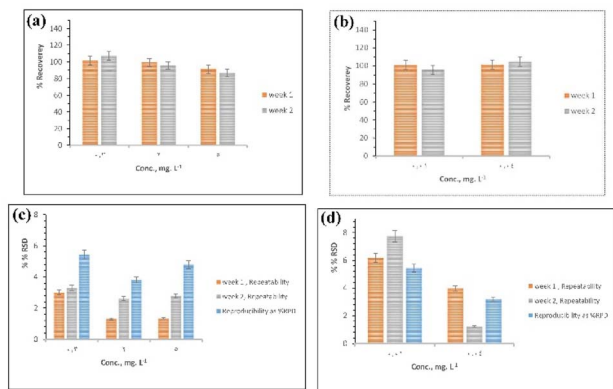 (a)
140
120
100
80
60
40
20
0
% Recoverey
week 1
week 2
Conc., mg. L-1
(b)
140
120
100
80
60
40
20
0
% Recoverey
week 1
week 2
Conc., mg. L-1
(c)
8
6
4
2
0
% % RSD
week 1 , Repeatability
week 2, Repeatability
Reproducibility as %RPD
٥
Conc., mg L-1
(d)
8
6
4
2
0
% % RSD
week 1 , Repeatability
week 2, Repeatability
Reproducibility as %RPD
Conc., mg L-1